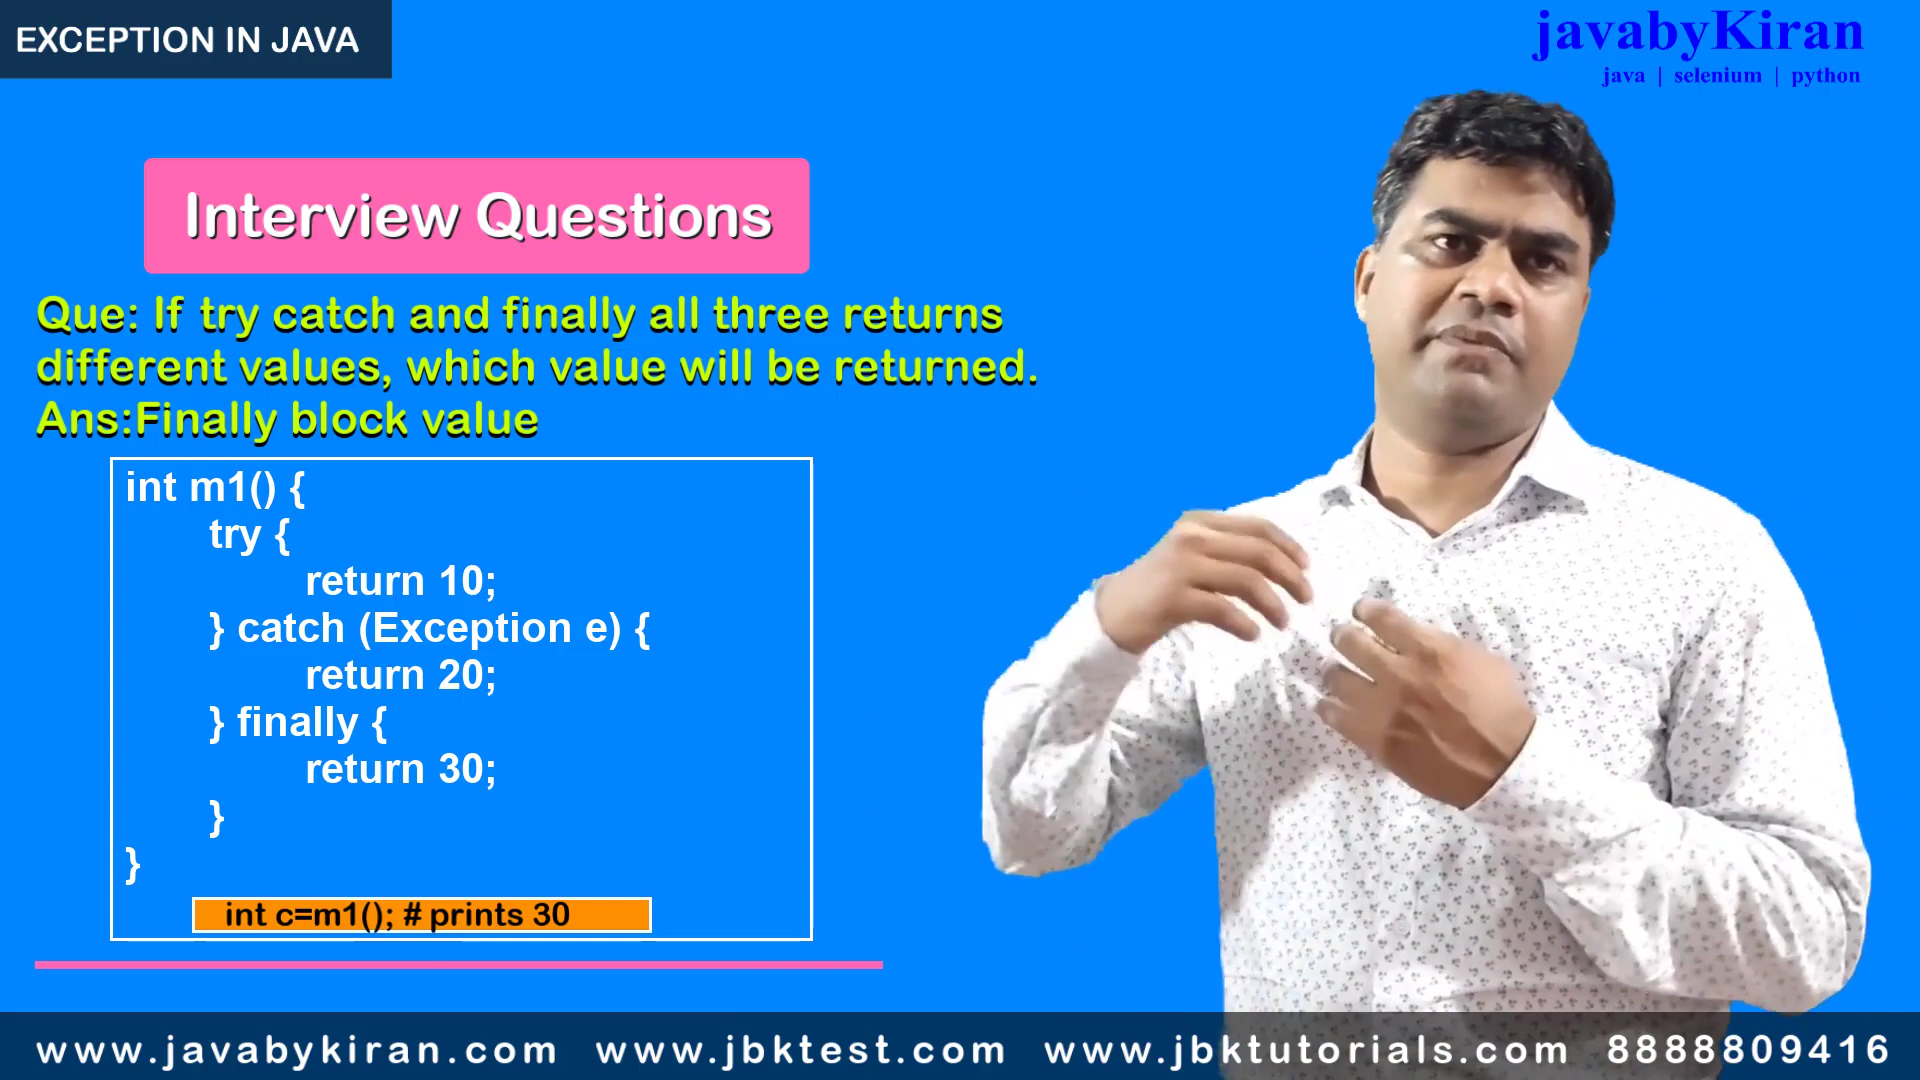 EXCEPTION IN JAVA
javabyKiran
java | selenium | python
Interview Questions
Que: If try catch and finally all three returns
different values, which value will be returned.
Ans:Finally block value
int m1() {
try {
return 10;
} catch (Exception e) {
return 20;
} finally {
return 30;
}
}
int c=m1(); # prints 30
www.javabykiran.com www.jbktest.com www.jbktutorials.com 8888809416